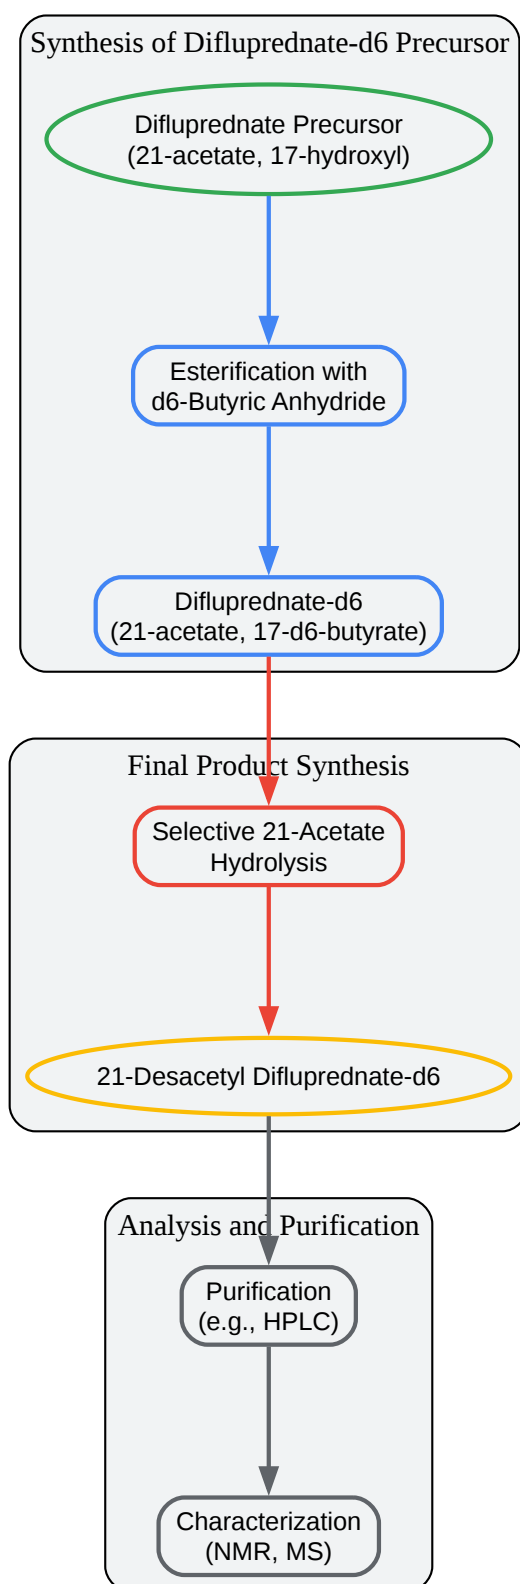 Synthesis of Difluprednate-d6 Precursor
Difluprednate Precursor
(21-acetate, 17-hydroxyl)
Esterification with
d6-Butyric Anhydride
Difluprednate-d6
(21-acetate, 17-d6-butyrate)
Final Product Synthesis
Selective 21-Acetate
Hydrolysis
21-Desacetyl Difluprednate-d6
Analysis and Purification
Purification
(e.g., HPLC)
Characterization
(NMR, MS)